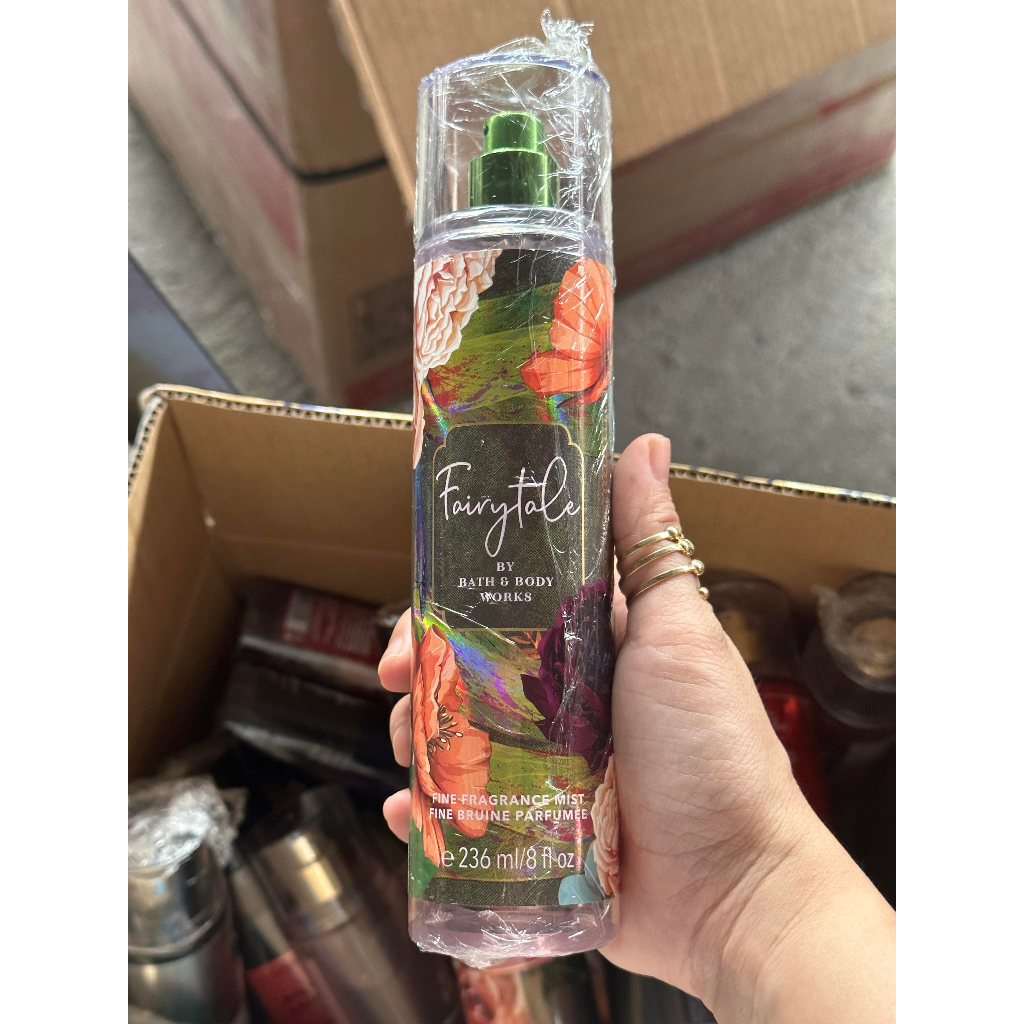 Fairytale
BY
BATH & BODY
WORKS
FINE FRAGRANCE MIST
FINE BRUINE PARFUMÉE
℮ 236 ml/8 fl oz